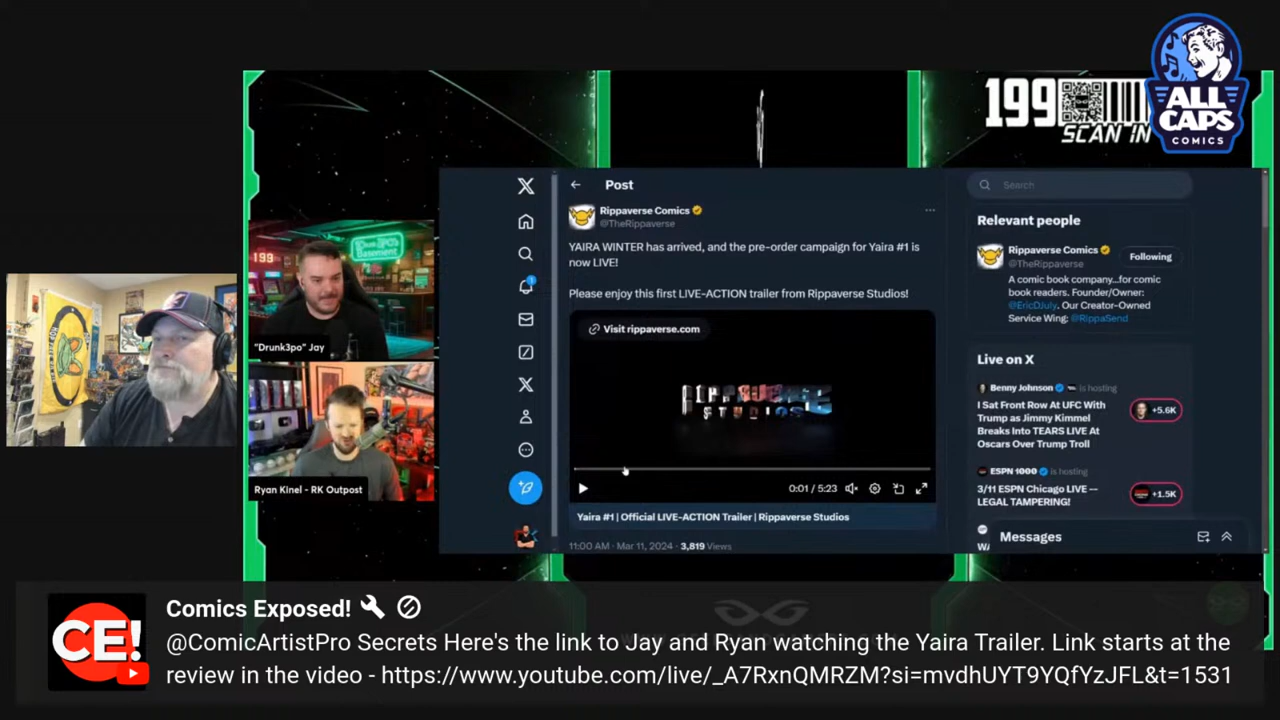 ALL
CAPS
COMICS
199
SCAN IN
199
"Drunk3po" Jay
Ryan Kinel - RK Outpost
Post
Rippaverse Comics
@TheRippaverse
YAIRA WINTER has arrived, and the pre-order campaign for Yaira #1 is
now LIVE!
Please enjoy this first LIVE-ACTION trailer from Rippaverse Studios!
Visit rippaverse.com
RIPPAVERSE
STUDIOS
0:01 / 5:23
Yaira #1 | Official LIVE-ACTION Trailer | Rippaverse Studios
11:00 AM · Mar 11, 2024 · 3,819 Views
Search
Relevant people
Rippaverse Comics
@TheRippaverse
Following
A comic book company...for comic
book readers. Founder/Owner:
@EricDJuly. Our Creator-Owned
Service Wing: @RippaSend
Live on X
Benny Johnson is hosting
I Sat Front Row At UFC With
Trump as Jimmy Kimmel
Breaks Into TEARS LIVE At
Oscars Over Trump Troll
+5.6K
ESPN 1000 is hosting
3/11 ESPN Chicago LIVE --
LEGAL TAMPERING!
+1.5K
Messages
CE!
Comics Exposed!
@ComicArtistPro Secrets Here's the link to Jay and Ryan watching the Yaira Trailer. Link starts at the
review in the video - https://www.youtube.com/live/_A7RxnQMRZM?si=mvdhUYT9YQfYzJFL&t=1531